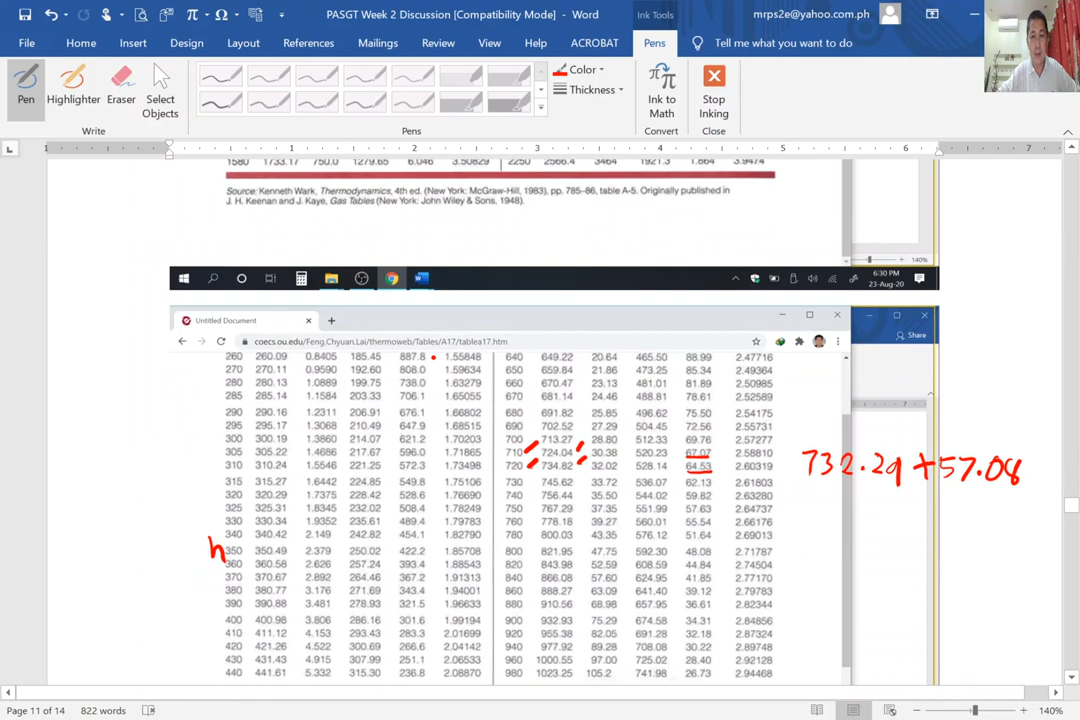 PASGT Week 2 Discussion [Compatibility Mode] - Word
Ink Tools
mrps2e@yahoo.com.ph
File Home Insert Design Layout References Mailings Review View Help ACROBAT Pens Tell me what you want to do
Pen Highlighter Eraser Select Objects
Color
Thickness
Ink to Math
Stop Inking
Write Pens Convert Close
1 1 2 3 4 5 6 7
1580 1733.17 750.0 1279.65 6.046 3.50829 2250 2566.4 3464 1921.3 1.864 3.9474
Source: Kenneth Wark, Thermodynamics, 4th ed. (New York: McGraw-Hill, 1983), pp. 785–86, table A-5. Originally published in
J. H. Keenan and J. Kaye, Gas Tables (New York: John Wiley & Sons, 1948).
140%
6:30 PM
23-Aug-20
Untitled Document
Share
coecs.ou.edu/Feng.Chyuan.Lai/thermoweb/Tables/A17/tablea17.htm
260 260.09 0.8405 185.45 887.8 1.55848 640 649.22 20.64 465.50 88.99 2.47716
270 270.11 0.9590 192.60 808.0 1.59634 650 659.84 21.86 473.25 85.34 2.49364
280 280.13 1.0889 199.75 738.0 1.63279 660 670.47 23.13 481.01 81.89 2.50985
285 285.14 1.1584 203.33 706.1 1.65055 670 681.14 24.46 488.81 78.61 2.52589
290 290.16 1.2311 206.91 676.1 1.66802 680 691.82 25.85 496.62 75.50 2.54175
295 295.17 1.3068 210.49 647.9 1.68515 690 702.52 27.29 504.45 72.56 2.55731
300 300.19 1.3860 214.07 621.2 1.70203 700 713.27 28.80 512.33 69.76 2.57277
305 305.22 1.4686 217.67 596.0 1.71865 710 724.04 30.38 520.23 67.07 2.58810
310 310.24 1.5546 221.25 572.3 1.73498 720 734.82 32.02 528.14 64.53 2.60319
732.29+57.08
315 315.27 1.6442 224.85 549.8 1.75106 730 745.62 33.72 536.07 62.13 2.61803
320 320.29 1.7375 228.42 528.6 1.76690 740 756.44 35.50 544.02 59.82 2.63280
325 325.31 1.8345 232.02 508.4 1.78249 750 767.29 37.35 551.99 57.63 2.64737
330 330.34 1.9352 235.61 489.4 1.79783 760 778.18 39.27 560.01 55.54 2.66176
340 340.42 2.149 242.82 454.1 1.82790 780 800.03 43.35 576.12 51.64 2.69013
h
350 350.49 2.379 250.02 422.2 1.85708 800 821.95 47.75 592.30 48.08 2.71787
360 360.58 2.626 257.24 393.4 1.88543 820 843.98 52.59 608.59 44.84 2.74504
370 370.67 2.892 264.46 367.2 1.91313 840 866.08 57.60 624.95 41.85 2.77170
380 380.77 3.176 271.69 343.4 1.94001 860 888.27 63.09 641.40 39.12 2.79783
390 390.88 3.481 278.93 321.5 1.96633 880 910.56 68.98 657.95 36.61 2.82344
400 400.98 3.806 286.16 301.6 1.99194 900 932.93 75.29 674.58 34.31 2.84856
410 411.12 4.153 293.43 283.3 2.01699 920 955.38 82.05 691.28 32.18 2.87324
420 421.26 4.522 300.69 266.6 2.04142 940 977.92 89.28 708.08 30.22 2.89748
430 431.43 4.915 307.99 251.1 2.06533 960 1000.55 97.00 725.02 28.40 2.92128
440 441.61 5.332 315.30 236.8 2.08870 980 1023.25 105.2 741.98 26.73 2.94468
Page 11 of 14 822 words 140%